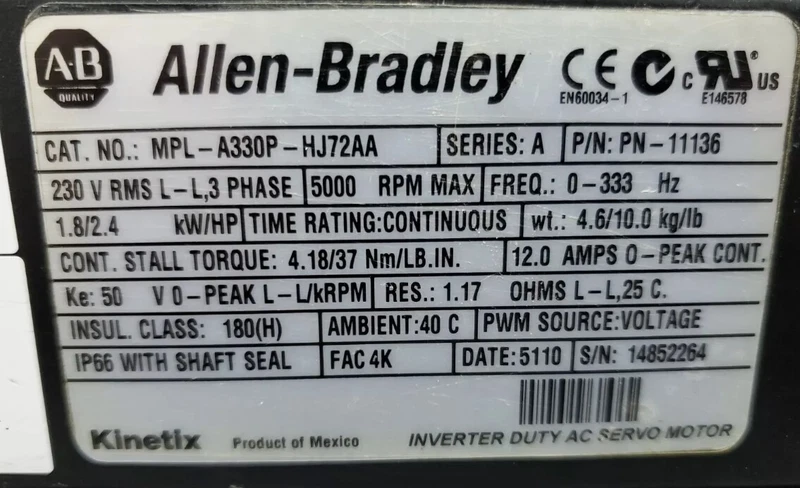 A-B QUALITY
Allen-Bradley
CE
EN60034-1
c RU® US
E146578
CAT. NO.: MPL-A330P-HJ72AA SERIES: A P/N: PN-11136
230 V RMS L-L,3 PHASE 5000 RPM MAX FREQ.: 0-333 Hz
1.8/2.4 kW/HP TIME RATING:CONTINUOUS wt.: 4.6/10.0 kg/lb
CONT. STALL TORQUE: 4.18/37 Nm/LB.IN. 12.0 AMPS O-PEAK CONT.
Ke: 50 V 0-PEAK L-L/kRPM RES.: 1.17 OHMS L-L,25 C.
INSUL. CLASS: 180(H) AMBIENT:40 C PWM SOURCE:VOLTAGE
IP66 WITH SHAFT SEAL FAC 4K DATE:5110 S/N: 14852264
Kinetix Product of Mexico INVERTER DUTY AC SERVO MOTOR